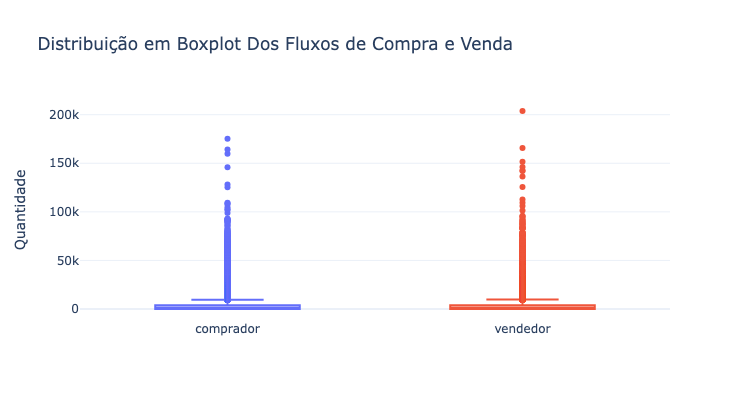 Distribuição em Boxplot Dos Fluxos de Compra e Venda
Quantidade
200k
150k
100k
50k
0
comprador
vendedor